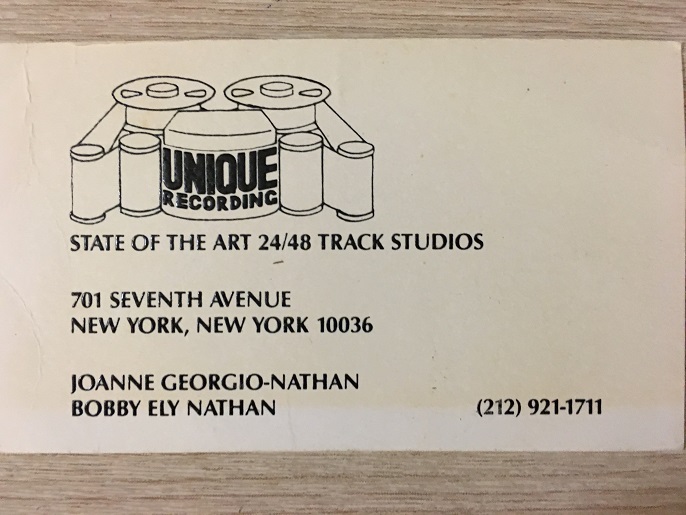 UNIQUE
RECORDING
STATE OF THE ART 24/48 TRACK STUDIOS
701 SEVENTH AVENUE
NEW YORK, NEW YORK 10036
JOANNE GEORGIO-NATHAN
BOBBY ELY NATHAN (212) 921-1711